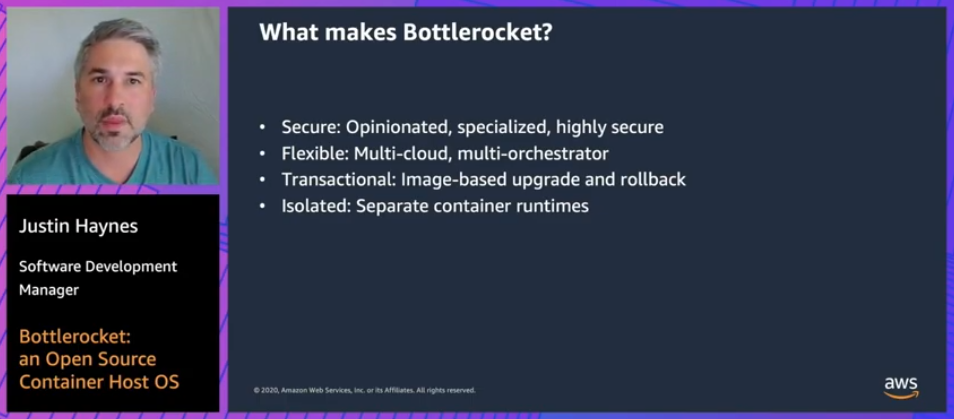 What makes Bottlerocket?
• Secure: Opinionated, specialized, highly secure
• Flexible: Multi-cloud, multi-orchestrator
• Transactional: Image-based upgrade and rollback
• Isolated: Separate container runtimes
Justin Haynes
Software Development
Manager
Bottlerocket:
an Open Source
Container Host OS
© 2020, Amazon Web Services, Inc. or its Affiliates. All rights reserved.
aws